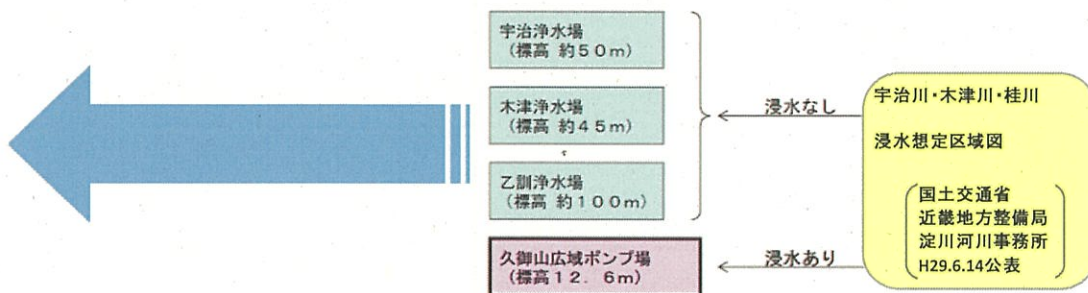 宇治浄水場
(標高 約50m)
木津浄水場
(標高 約45m)
乙訓浄水場
(標高 約100m)
久御山広域ポンプ場
(標高12.6m)
浸水なし
浸水あり
宇治川・木津川・桂川
浸水想定区域図
国土交通省
近畿地方整備局
淀川河川事務所
H29.6.14公表